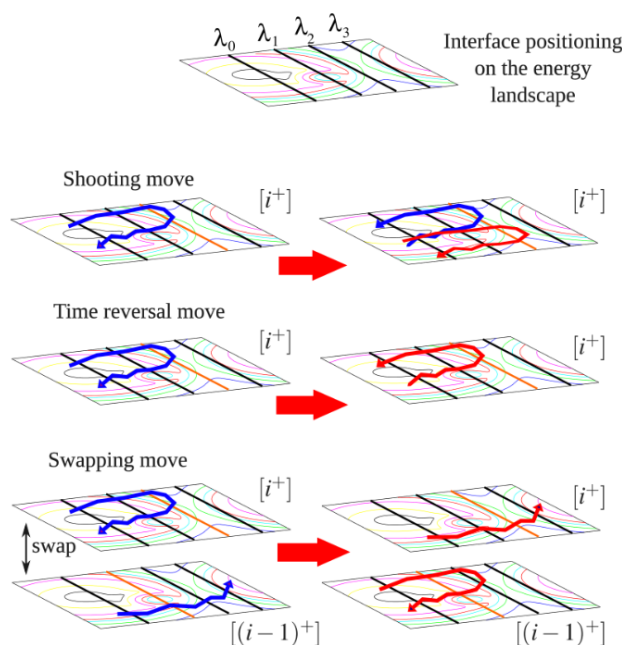 λ₀ λ₁ λ₂ λ₃
Interface positioning
on the energy
landscape
Shooting move
[i⁺] [i⁺]
Time reversal move
[i⁺] [i⁺]
Swapping move
[i⁺] [i⁺]
swap
[(i − 1)⁺] [(i − 1)⁺]